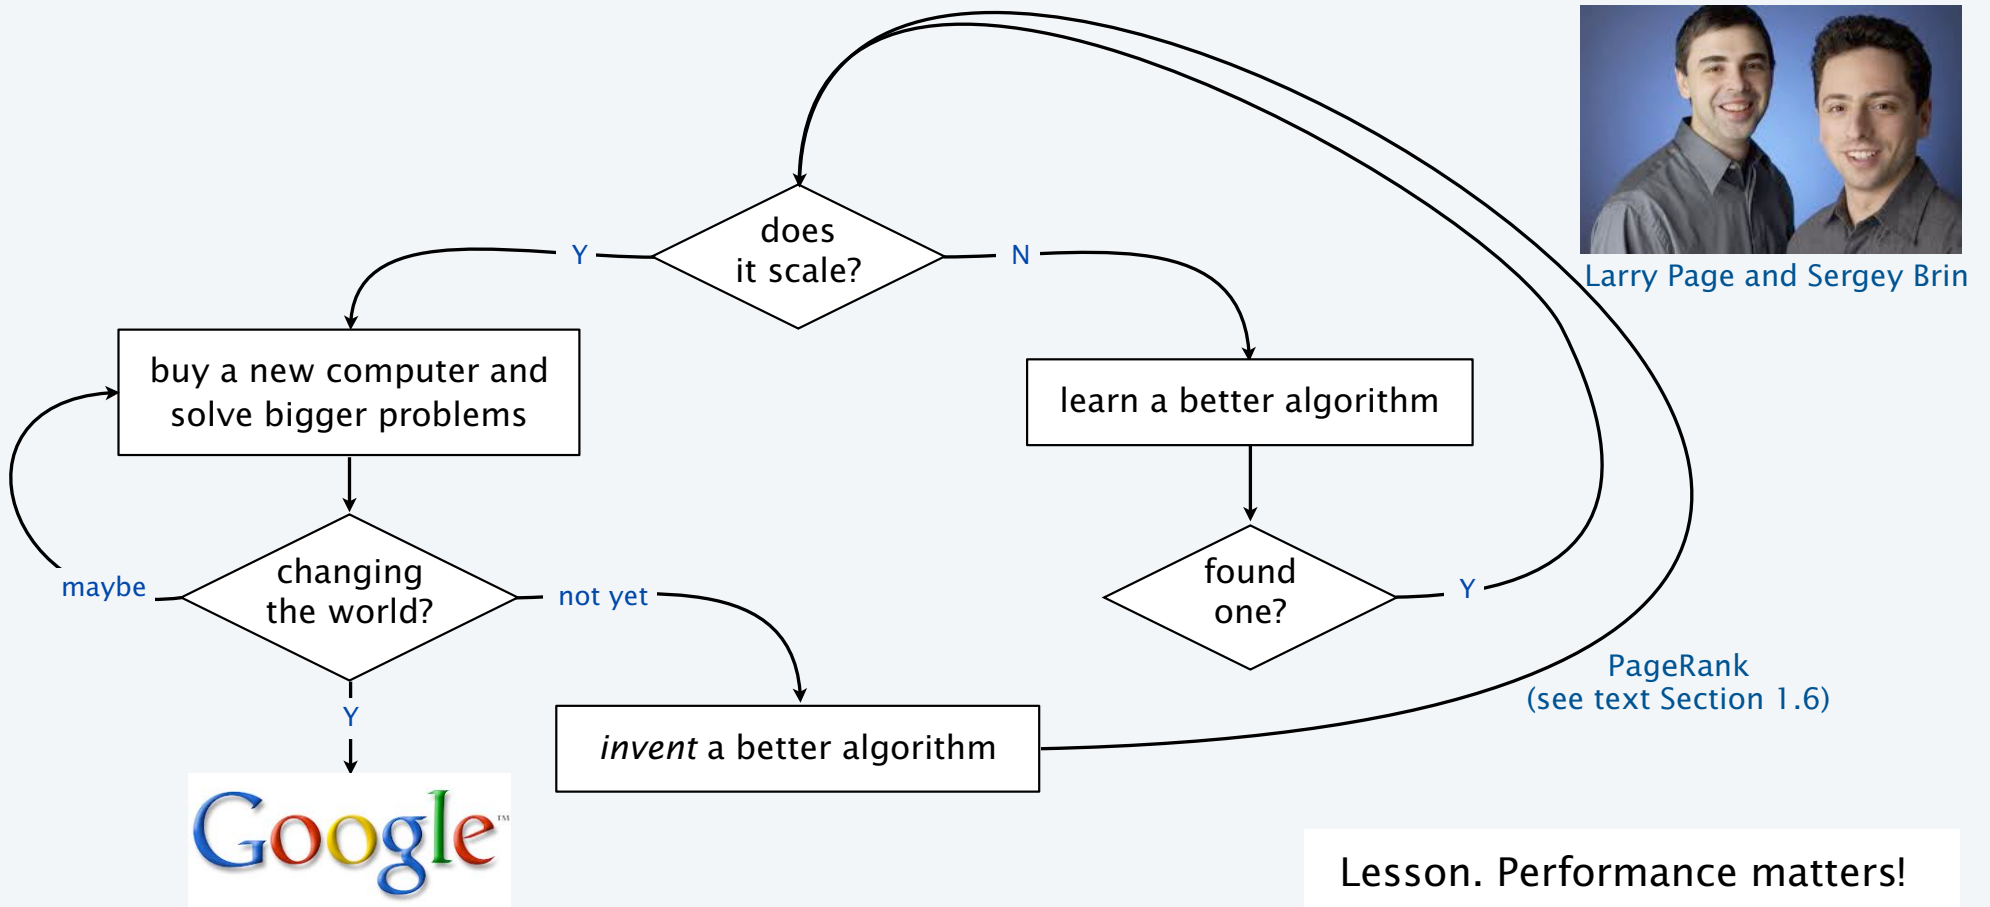 does
it scale?
Y
N
Larry Page and Sergey Brin
buy a new computer and
solve bigger problems
learn a better algorithm
changing
the world?
maybe
not yet
found
one?
Y
Y
PageRank
(see text Section 1.6)
invent a better algorithm
Google™
Lesson. Performance matters!